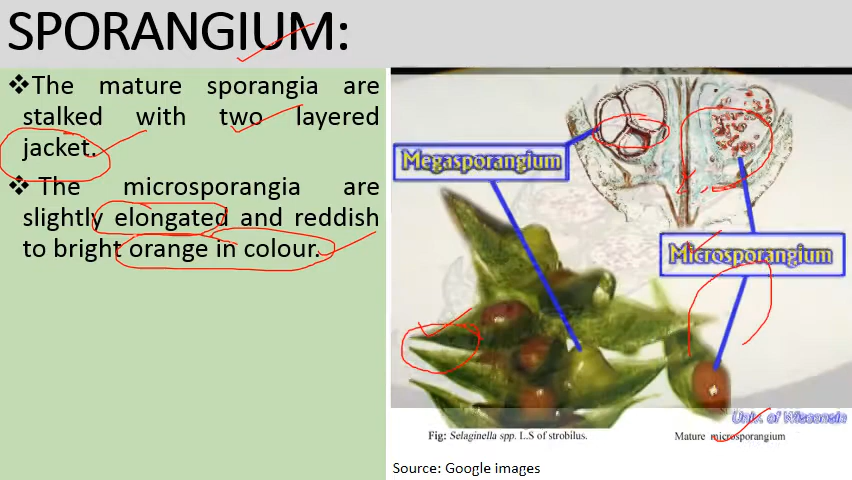 SPORANGIUM:
❖The mature sporangia are
stalked with two layered
jacket.
❖ The microsporangia are
slightly elongated and reddish
to bright orange in colour.
Megasporangium
Microsporangium
Univ. of Wisconsin
Fig: Selaginella spp. L.S of strobilus.
Mature microsporangium
Source: Google images